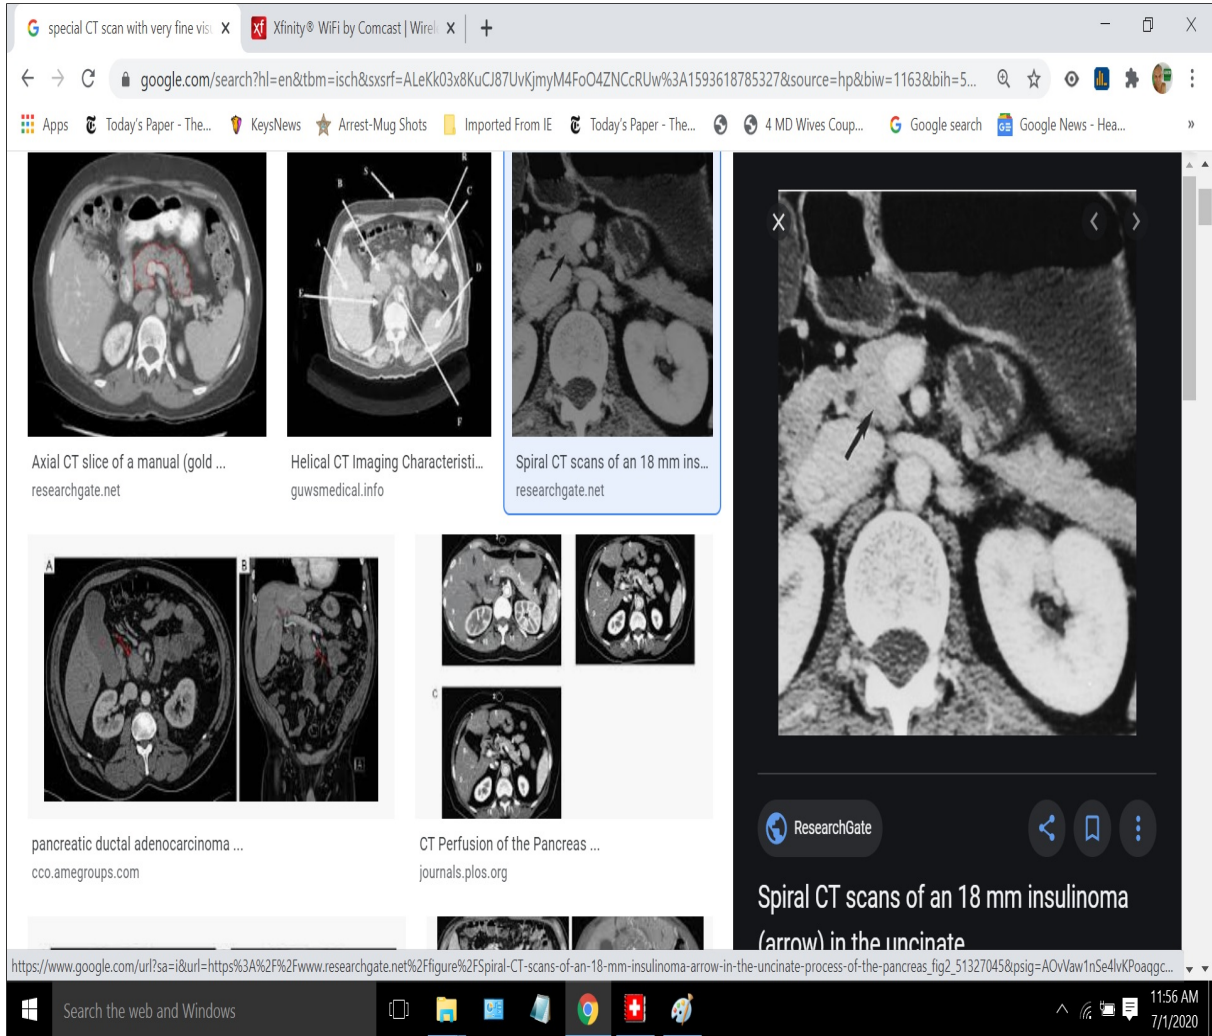 special CT scan with very fine vis
Xfinity® WiFi by Comcast | Wirel
google.com/search?hl=en&tbm=isch&sxsrf=ALeKk03x8KuCJ87UvKjmyM4FoO4ZNCcRUw%3A1593618785327&source=hp&biw=1163&bih=5...
Apps Today's Paper - The... KeysNews Arrest-Mug Shots Imported From IE Today's Paper - The... 4 MD Wives Coup... Google search Google News - Hea...
S R
B C
A
D
E
F
Axial CT slice of a manual (gold ...
researchgate.net
Helical CT Imaging Characteristi...
guwsmedical.info
Spiral CT scans of an 18 mm ins...
researchgate.net
A B
C
pancreatic ductal adenocarcinoma ...
cco.amegroups.com
CT Perfusion of the Pancreas ...
journals.plos.org
ResearchGate
Spiral CT scans of an 18 mm insulinoma
(arrow) in the uncinate
https://www.google.com/url?sa=i&url=https%3A%2F%2Fwww.researchgate.net%2Ffigure%2FSpiral-CT-scans-of-an-18-mm-insulinoma-arrow-in-the-uncinate-process-of-the-pancreas_fig2_51327045&psig=AOvVaw1nSe4lvKPoaqgc...
Search the web and Windows
11:56 AM
7/1/2020